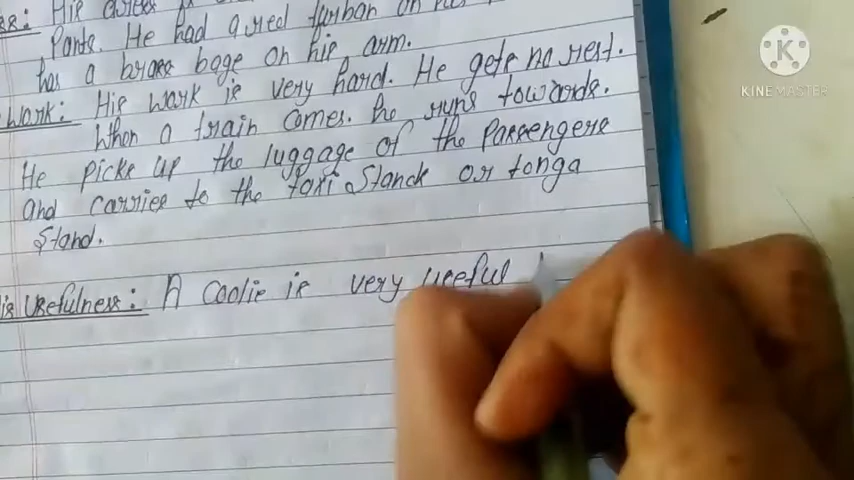 Pants. He had a red turban on
has a brass bage on his arm.
Work: His work is very hard. He gets no rest.
When a train comes. he runs towards.
He picks up the luggage of the Passengers
and carries to the taxi Stand or tonga
Stand.
Usefulness: A Coolie is very useful
KINEMASTER